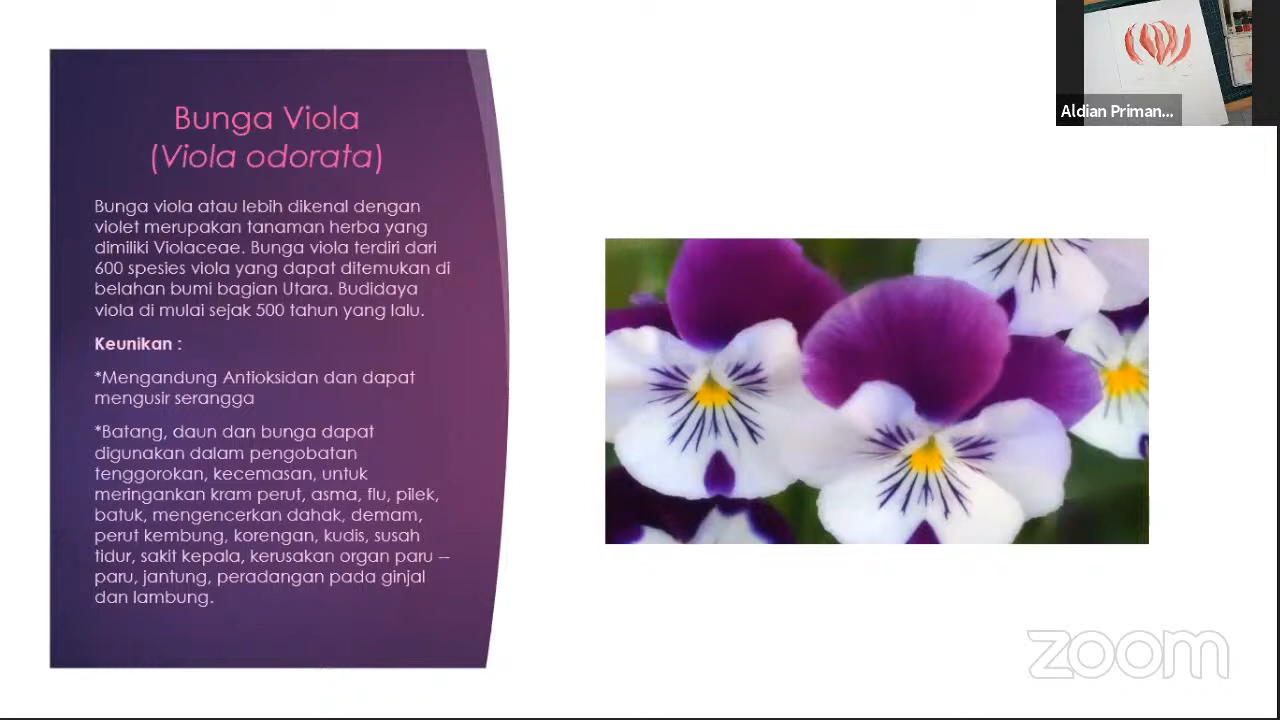 Bunga Viola
(Viola odorata)
Bunga viola atau lebih dikenal dengan
violet merupakan tanaman herba yang
dimiliki Violaceae. Bunga viola terdiri dari
600 spesies viola yang dapat ditemukan di
belahan bumi bagian Utara. Budidaya
viola di mulai sejak 500 tahun yang lalu.
Keunikan :
*Mengandung Antioksidan dan dapat
mengusir serangga
*Batang, daun dan bunga dapat
digunakan dalam pengobatan
tenggorokan, kecemasan, untuk
meringankan kram perut, asma, flu, pilek,
batuk, mengencerkan dahak, demam,
perut kembung, korengan, kudis, susah
tidur, sakit kepala, kerusakan organ paru –
paru, jantung, peradangan pada ginjal
dan lambung.
Aldian Priman...
zoom